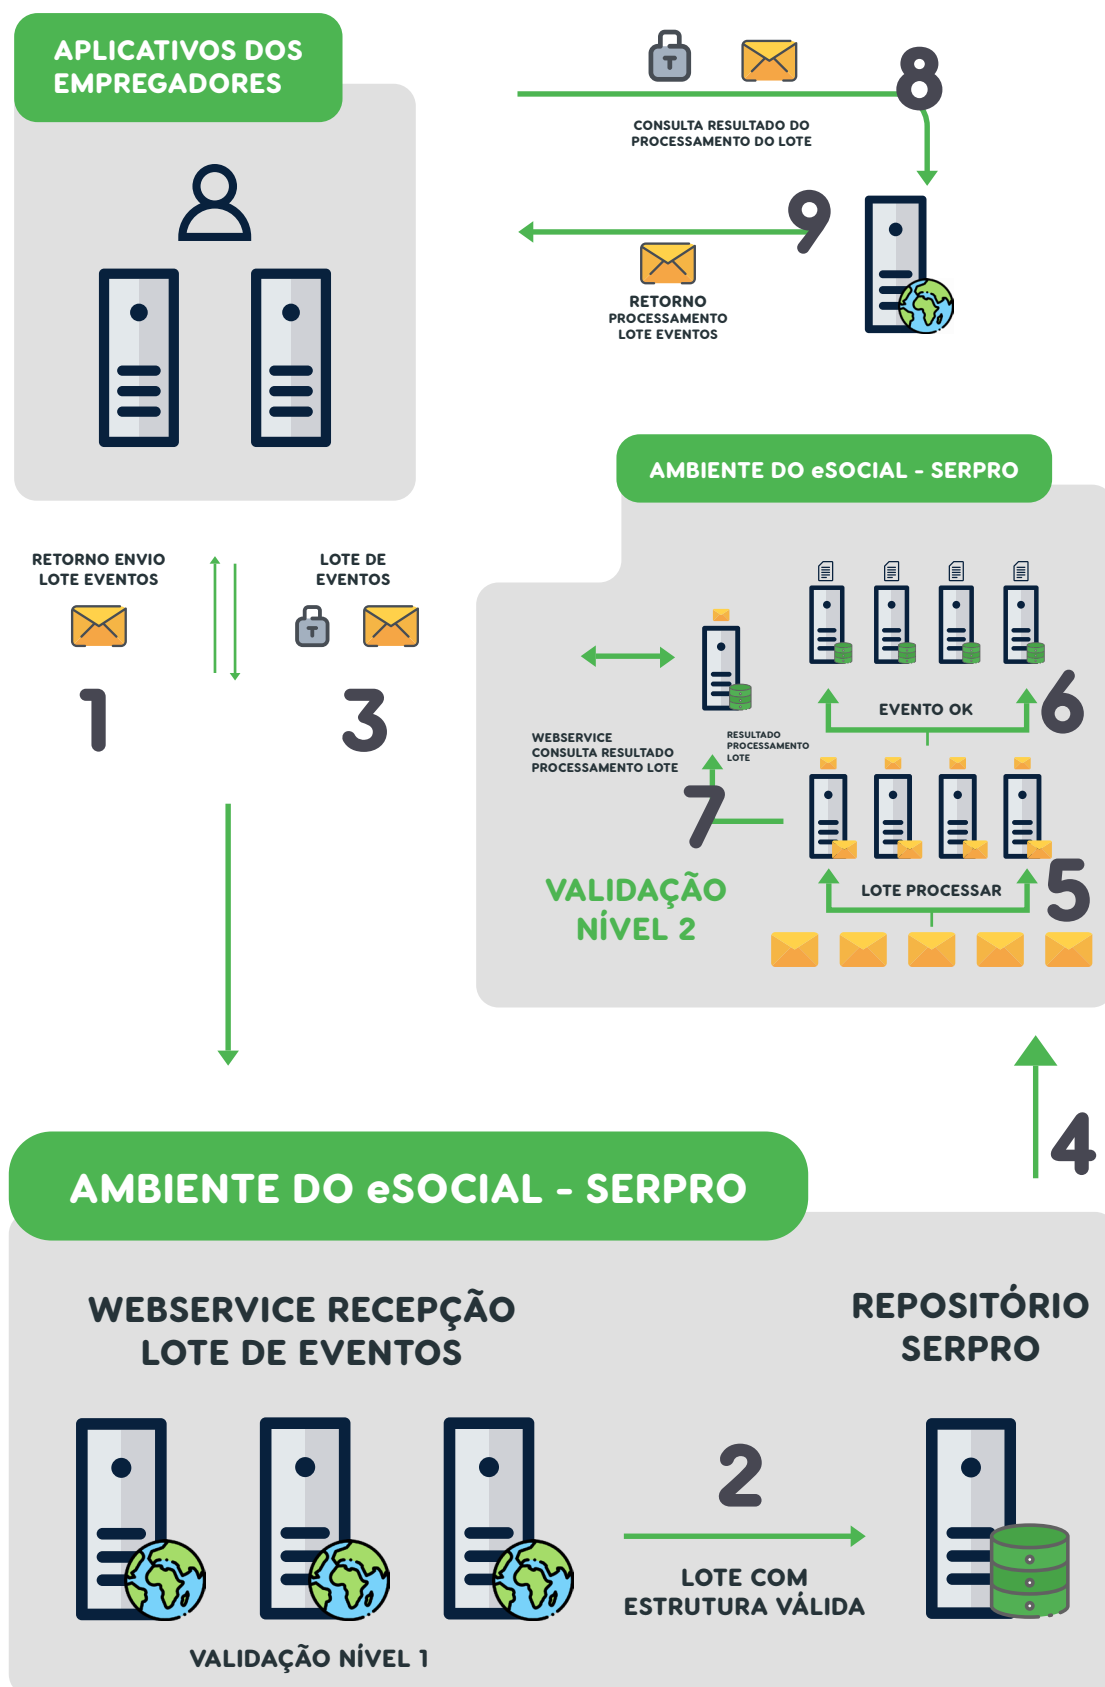 APLICATIVOS DOS
EMPREGADORES
8
CONSULTA RESULTADO DO
PROCESSAMENTO DO LOTE
9
RETORNO
PROCESSAMENTO
LOTE EVENTOS
RETORNO ENVIO
LOTE EVENTOS
1
LOTE DE
EVENTOS
3
AMBIENTE DO eSOCIAL - SERPRO
EVENTO OK
6
WEBSERVICE
CONSULTA RESULTADO
PROCESSAMENTO LOTE
RESULTADO
PROCESSAMENTO
LOTE
7
LOTE PROCESSAR
5
VALIDAÇÃO
NÍVEL 2
4
AMBIENTE DO eSOCIAL - SERPRO
WEBSERVICE RECEPÇÃO
LOTE DE EVENTOS
REPOSITÓRIO
SERPRO
2
LOTE COM
ESTRUTURA VÁLIDA
VALIDAÇÃO NÍVEL 1